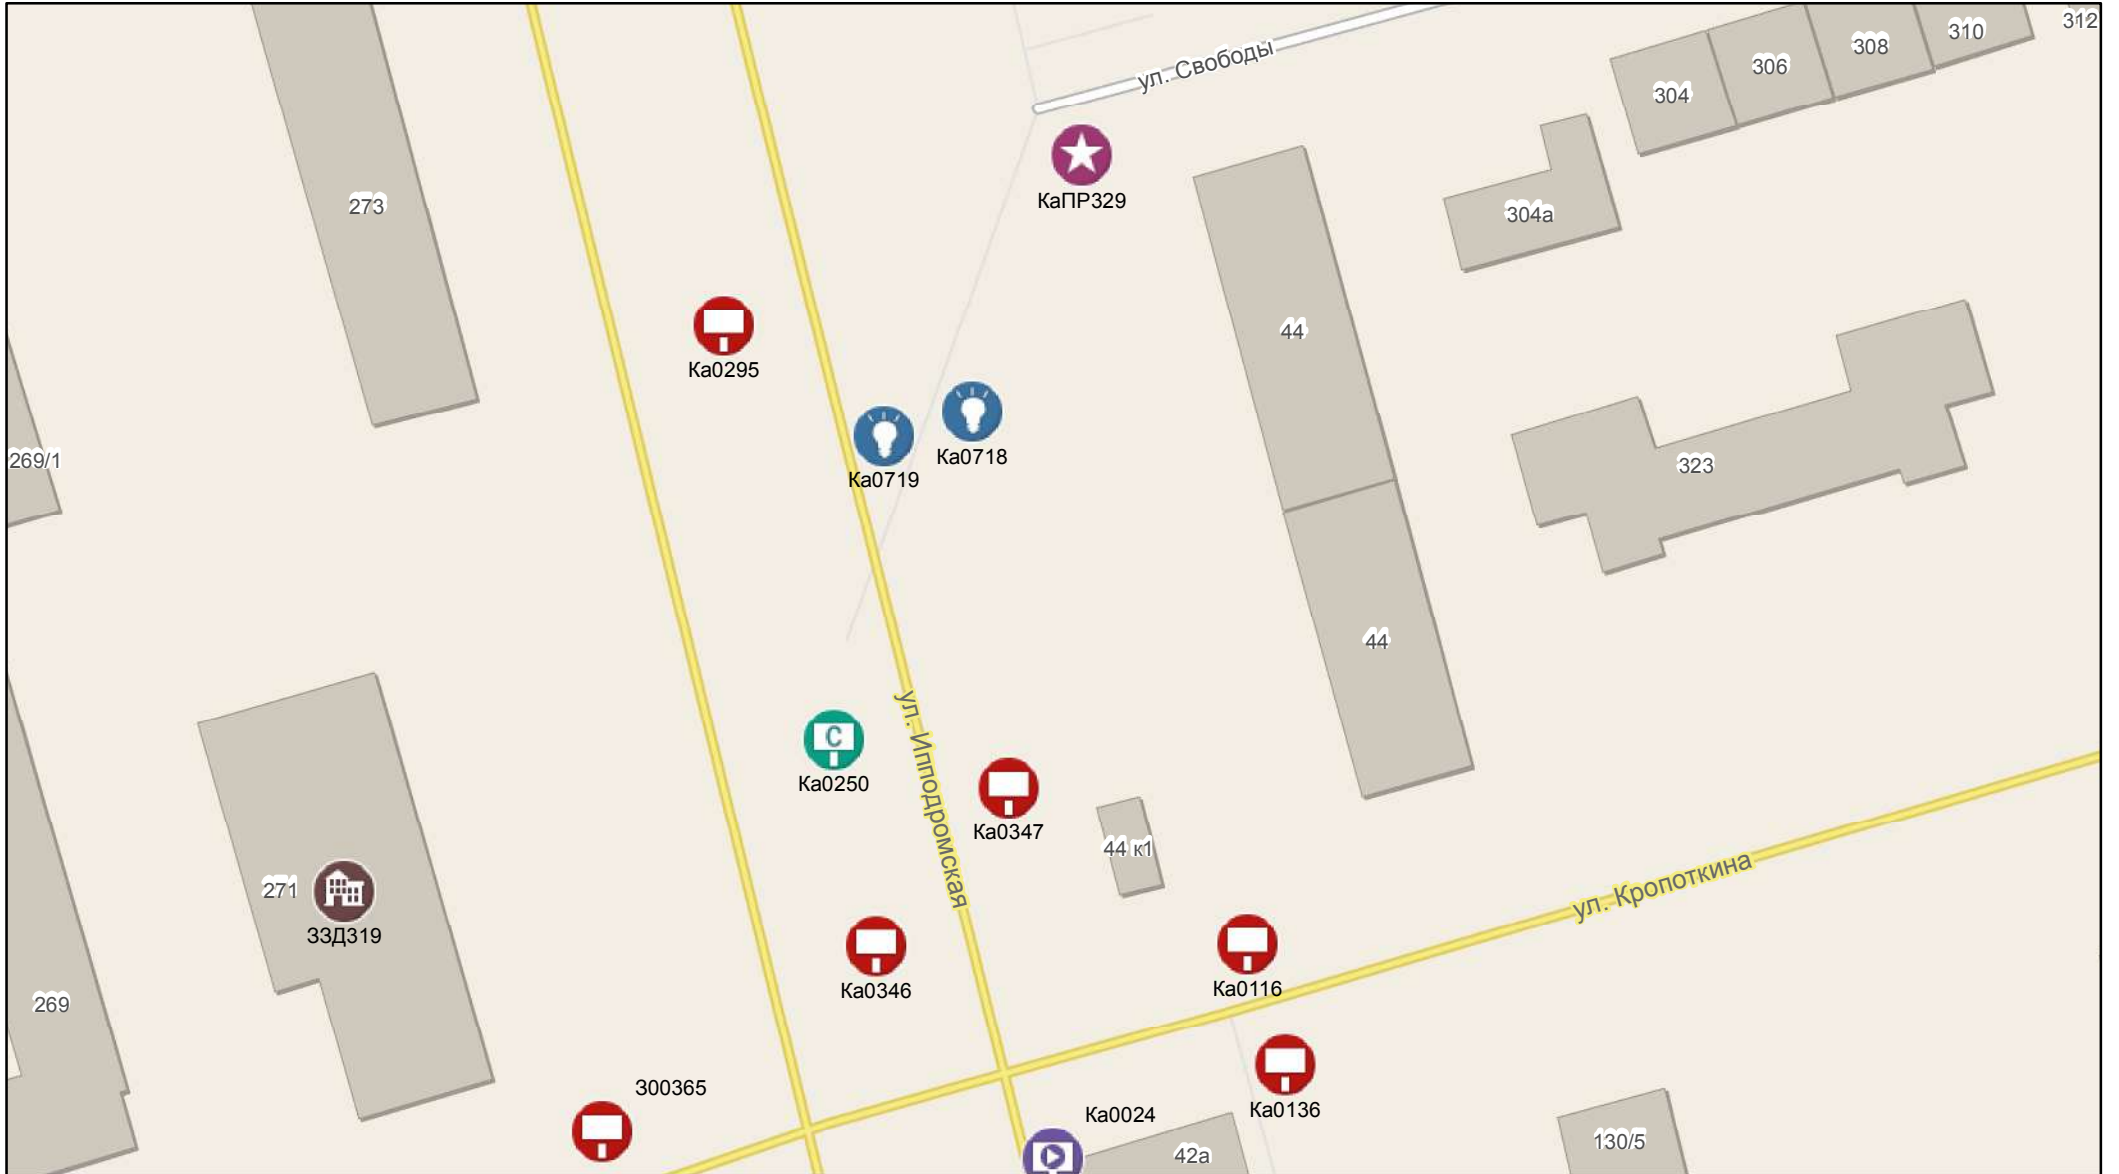 312
310
308
306
304
ул. Свободы
КаПР329
273
304а
44
Ка0295
Ка0718
269/1
323
Ка0719
44
ул. Ипподромская
Ка0250
Ка0347
44 к1
ул. Кропоткина
271
ЗЗД319
Ка0346
Ка0116
269
З00365
Ка0024
Ка0136
130/5
42а